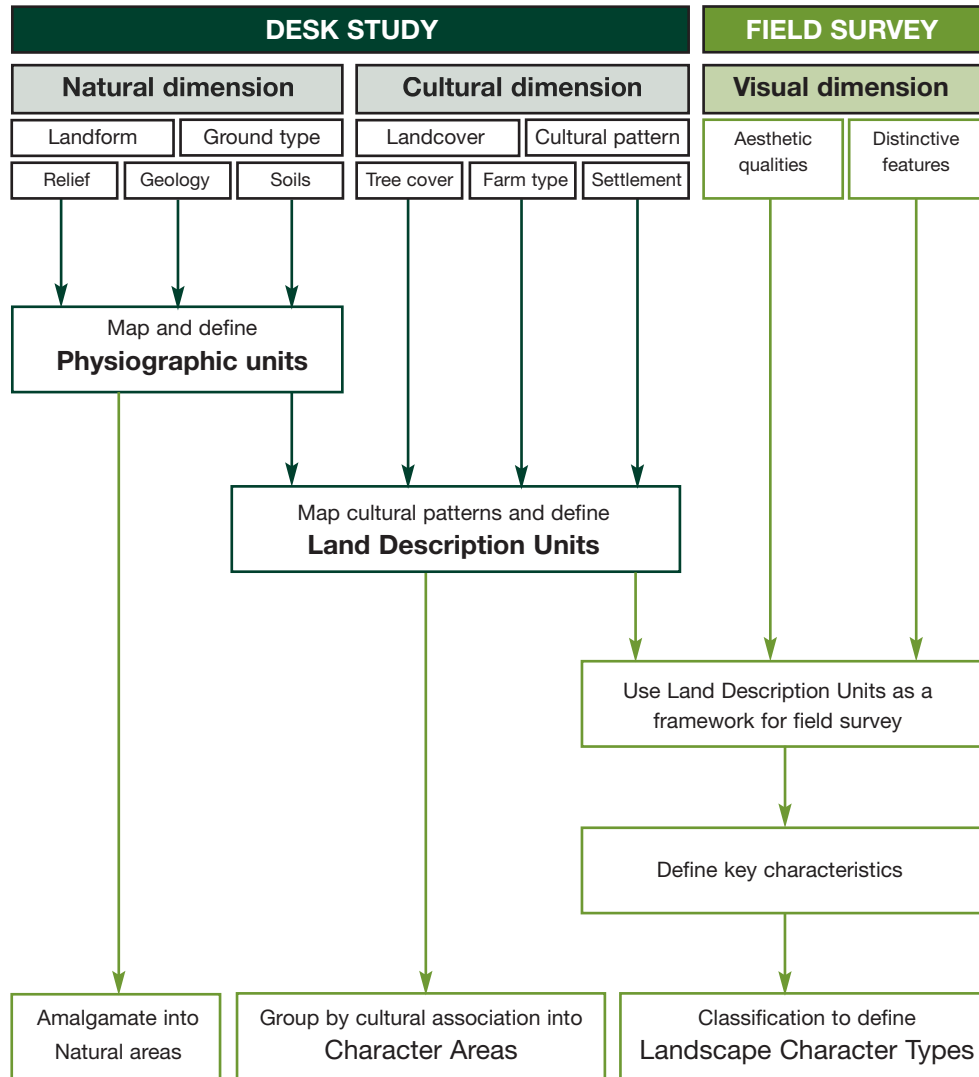 DESK STUDY
FIELD SURVEY
Natural dimension
Cultural dimension
Visual dimension
Landform
Ground type
Landcover
Cultural pattern
Aesthetic
qualities
Distinctive
features
Relief
Geology
Soils
Tree cover
Farm type
Settlement
Map and define
Physiographic units
Map cultural patterns and define
Land Description Units
Use Land Description Units as a
framework for field survey
Define key characteristics
Amalgamate into
Natural areas
Group by cultural association into
Character Areas
Classification to define
Landscape Character Types